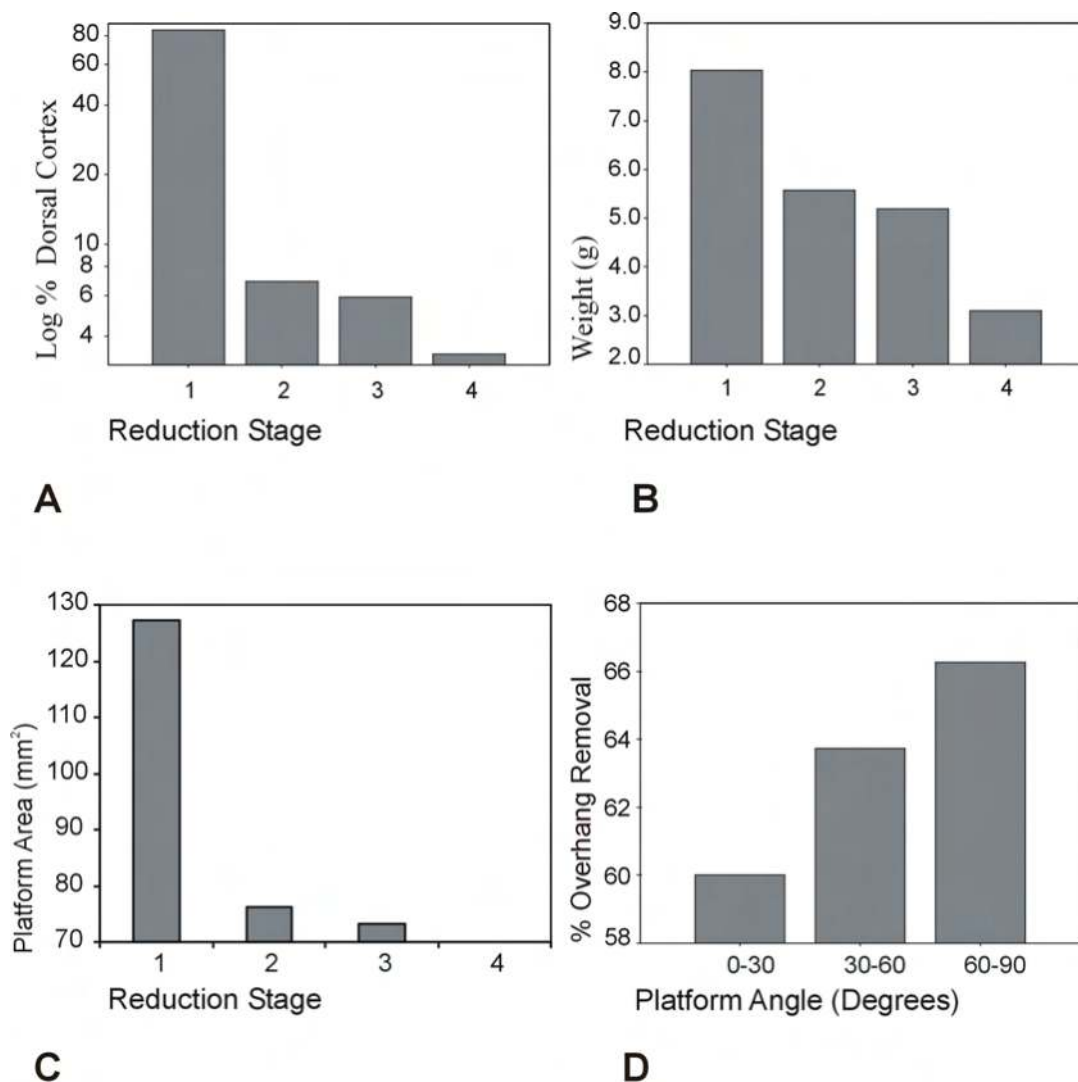 80
60
40
20
10
8
6
4
Log % Dorsal Cortex
1 2 3 4
Reduction Stage
A
9.0
8.0
7.0
6.0
5.0
4.0
3.0
2.0
Weight (g)
1 2 3 4
Reduction Stage
B
130
120
110
100
90
80
70
Platform Area (mm²)
1 2 3 4
Reduction Stage
C
68
66
64
62
60
58
% Overhang Removal
0-30 30-60 60-90
Platform Angle (Degrees)
D